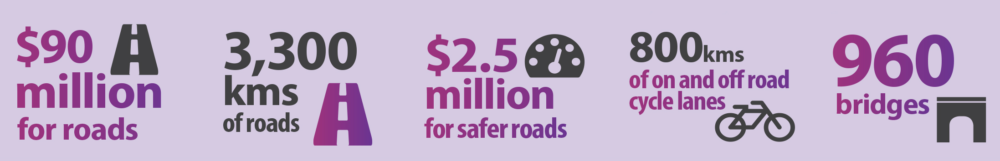 $90
million
for roads
3,300
kms
of roads
$2.5
million
for safer roads
800kms
of on and off road
cycle lanes
960
bridges